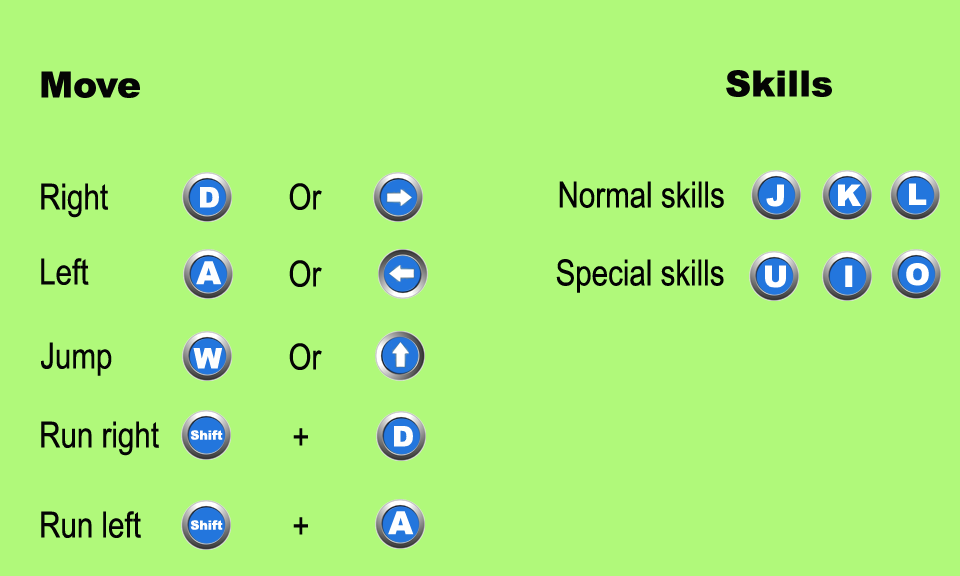 Move
Skills
Right D Or
Left A Or
Jump W Or
Run right Shift + D
Run left Shift + A
Normal skills J K L
Special skills U I O